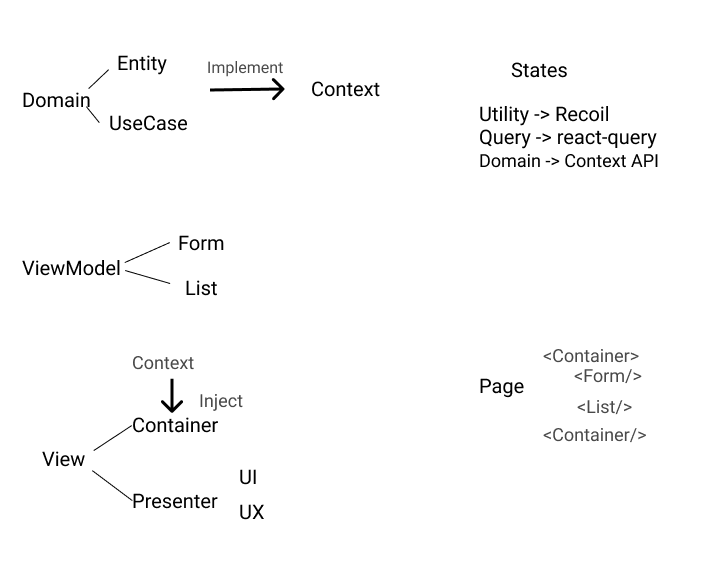 Entity
Implement
Domain
Context
UseCase
States
Utility -> Recoil
Query -> react-query
Domain -> Context API
Form
ViewModel
List
Context
Inject
Container
View
UI
Presenter
UX
<Container>
<Form/>
Page
<List/>
<Container/>